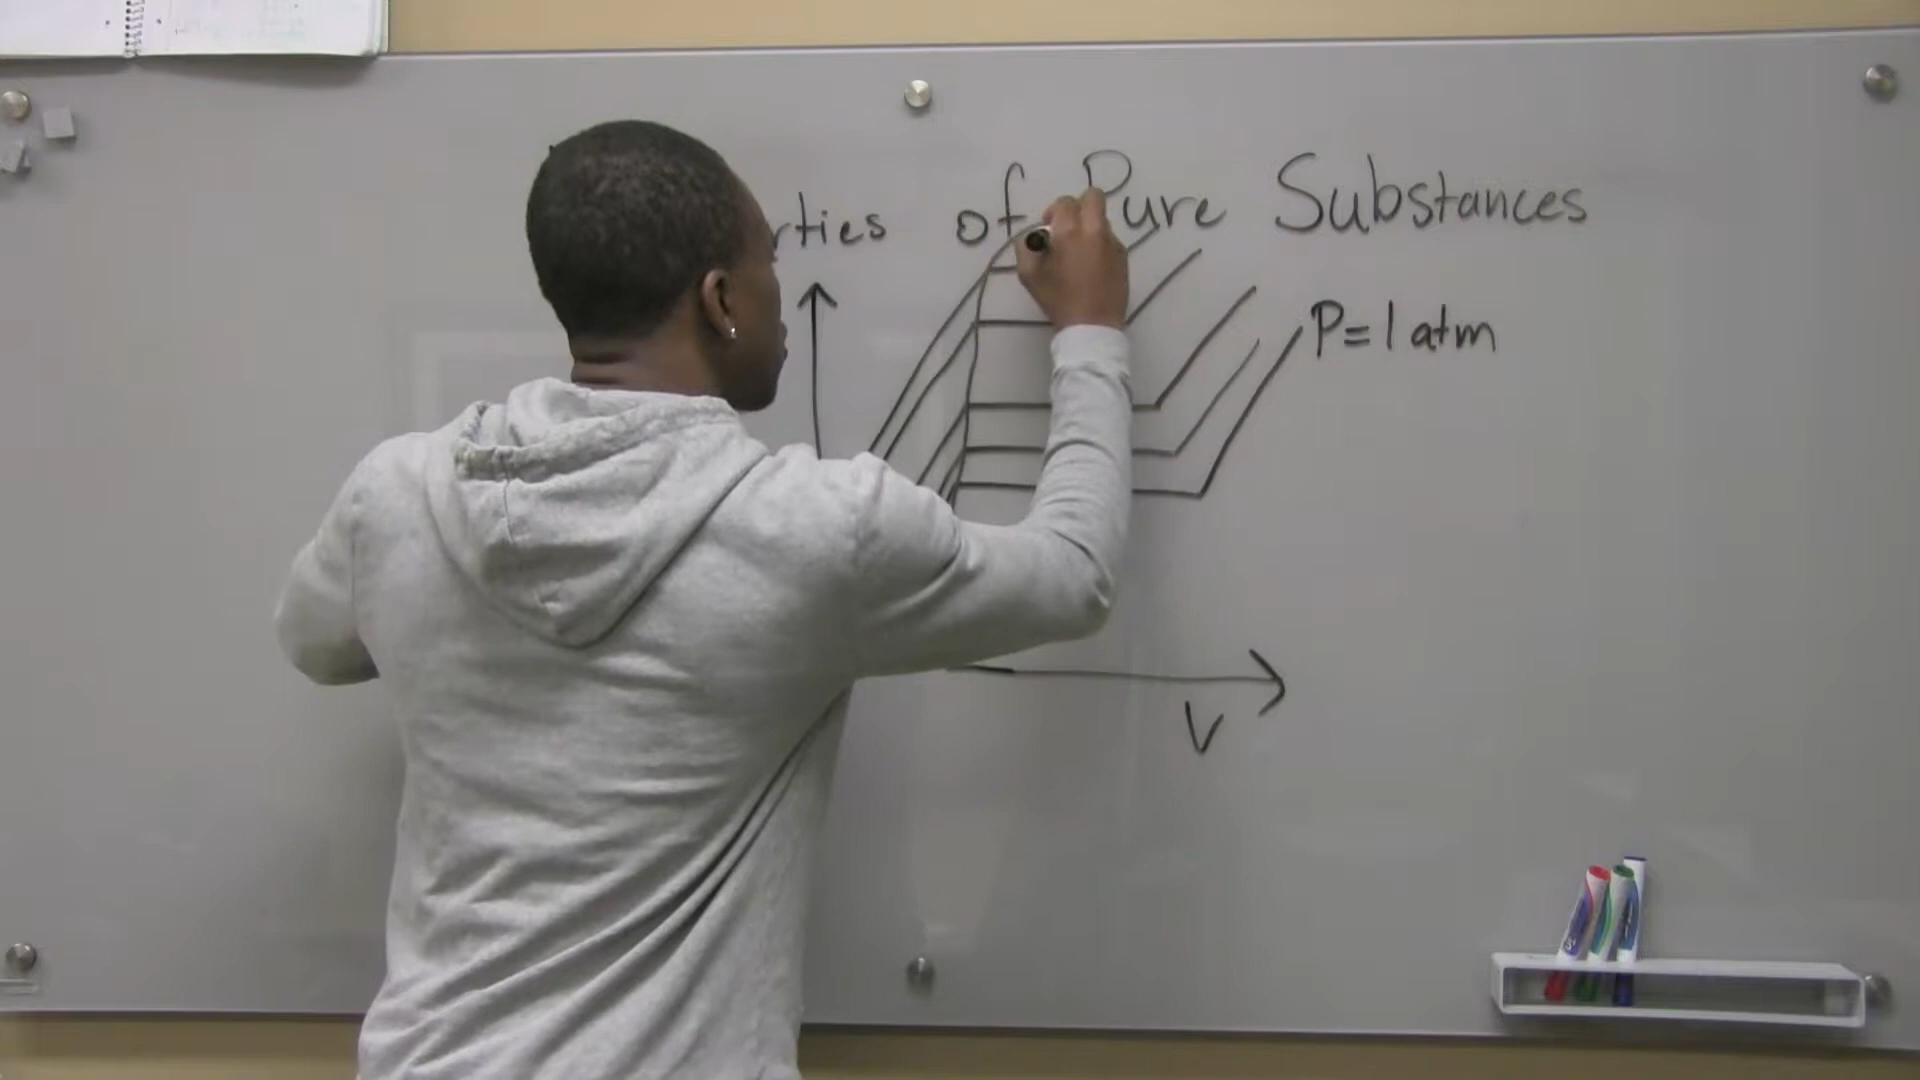 rties of Pure Substances
P=1 atm
V